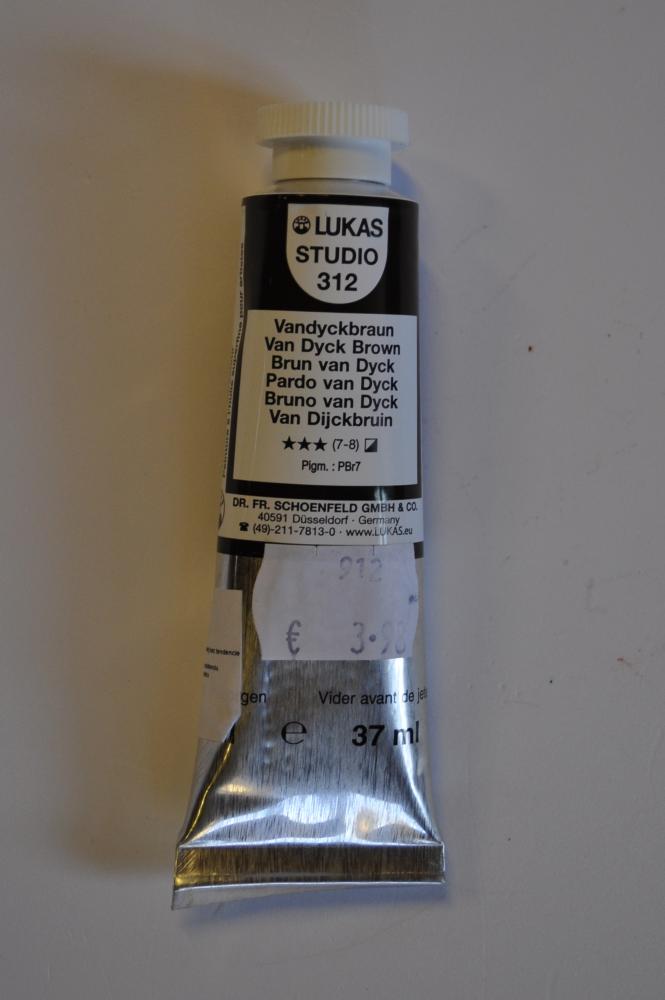 LUKAS
STUDIO
312
Vandyckbraun
Van Dyck Brown
Brun van Dyck
Pardo van Dyck
Bruno van Dyck
Van Dijckbruin
★★★ (7-8)
Pigm. : PBr7
DR. FR. SCHOENFELD GMBH & CO.
40591 Düsseldorf · Germany
☎ (49)-211-7813-0 · www.LUKAS.eu
912
€ 3.98
Vider avant de
℮ 37 ml